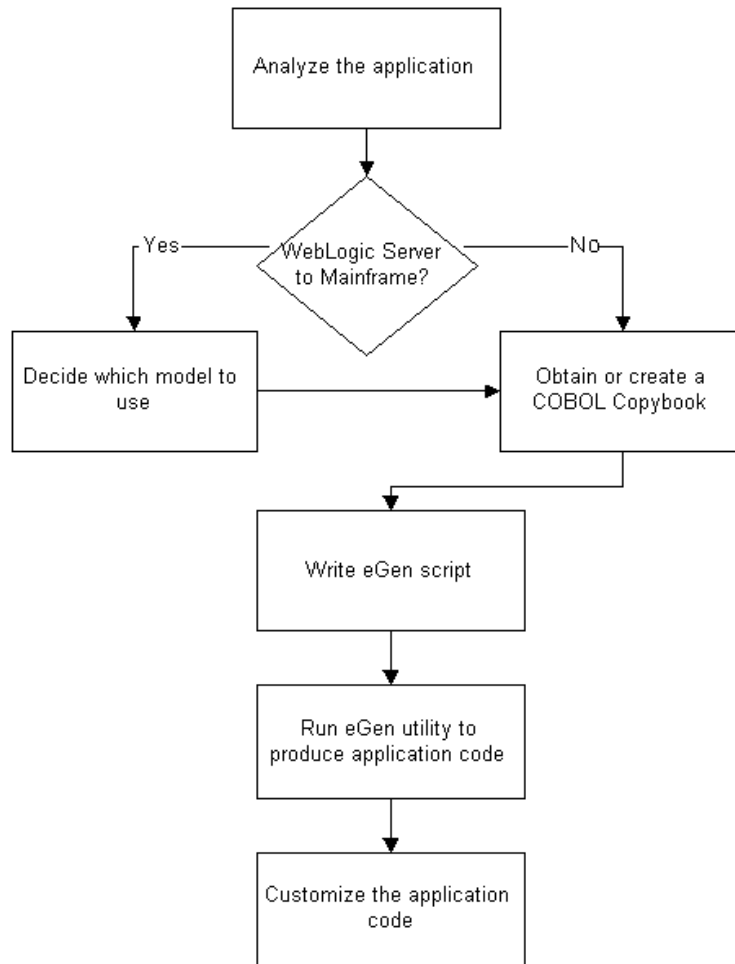 Analyze the application
WebLogic Server
to Mainframe?
Yes
No
Decide which model to
use
Obtain or create a
COBOL Copybook
Write eGen script
Run eGen utility to
produce application code
Customize the application
code